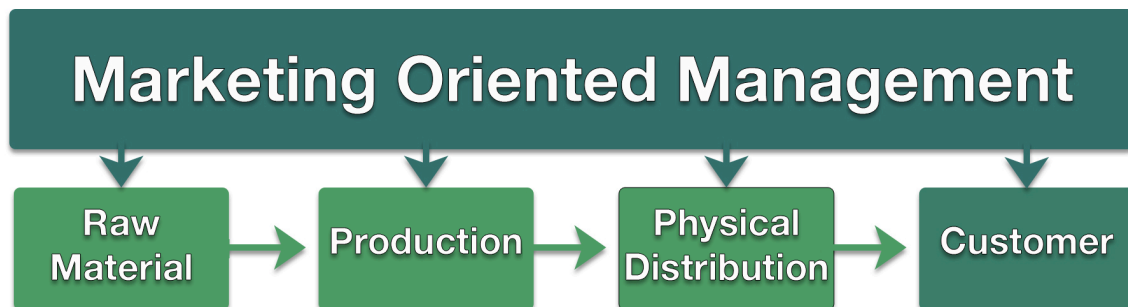 Marketing Oriented Management
Raw
Material
Production
Physical
Distribution
Customer